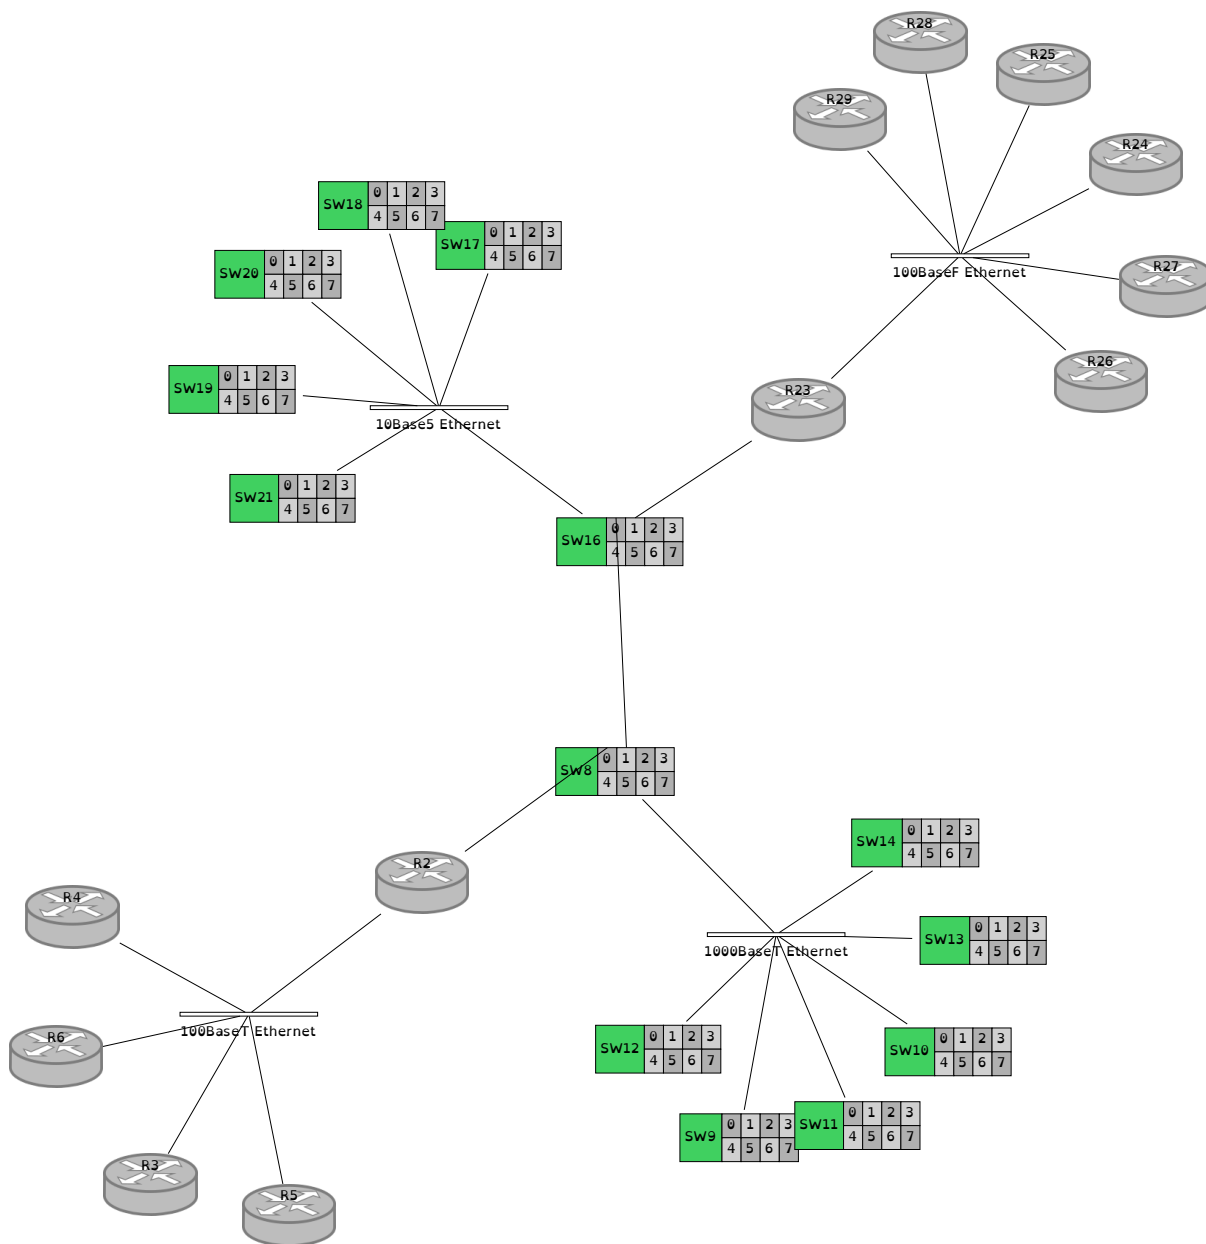 R28
R25
R29
R24
SW18 0 1 2 3
4 5 6 7
SW17 0 1 2 3
4 5 6 7
SW20 0 1 2 3
4 5 6 7
100BaseF Ethernet
R27
R26
SW19 0 1 2 3
4 5 6 7
R23
10Base5 Ethernet
SW21 0 1 2 3
4 5 6 7
SW16 0 1 2 3
4 5 6 7
SW8 0 1 2 3
4 5 6 7
SW14 0 1 2 3
4 5 6 7
R2
R4
SW13 0 1 2 3
4 5 6 7
1000BaseT Ethernet
100BaseT Ethernet
R6
SW12 0 1 2 3
4 5 6 7
SW10 0 1 2 3
4 5 6 7
SW11 0 1 2 3
4 5 6 7
SW9 0 1 2 3
4 5 6 7
R3
R5